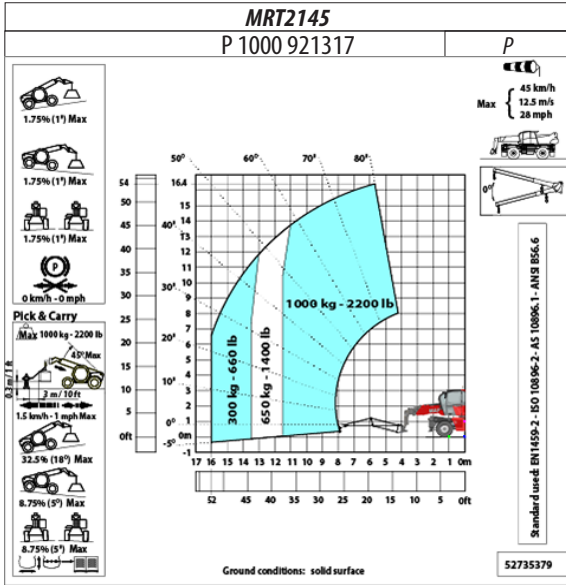 MRT2145
P 1000 921317
P
1.75% (1°) Max
1.75% (1°) Max
1.75% (1°) Max
P
0 km/h - 0 mph
Pick & Carry
Max 1000 kg - 2200 lb
45° Max
0.3 m / 1 ft
3 m / 10 ft
1.5 km/h - 1 mph Max
32.5% (18°) Max
8.75% (5°) Max
8.75% (5°) Max
50° 60° 70° 80°
40°
30°
20°
10°
0°
-5°
54
50
45
40
35
30
25
20
15
10
5
0ft
16.4
15
14
13
12
11
10
9
8
7
6
5
4
3
2
1
0m
-1
300 kg - 660 lb
650 kg - 1400 lb
1000 kg - 2200 lb
17 16 15 14 13 12 11 10 9 8 7 6 5 4 3 2 1 0m
52 45 40 35 30 25 20 15 10 5 0ft
Ground conditions: solid surface
Max
45 km/h
12.5 m/s
28 mph
0°
Standard used: EN1459-2 - ISO 10896-2 - AS 10896.1 - ANSI B56.6
52735379